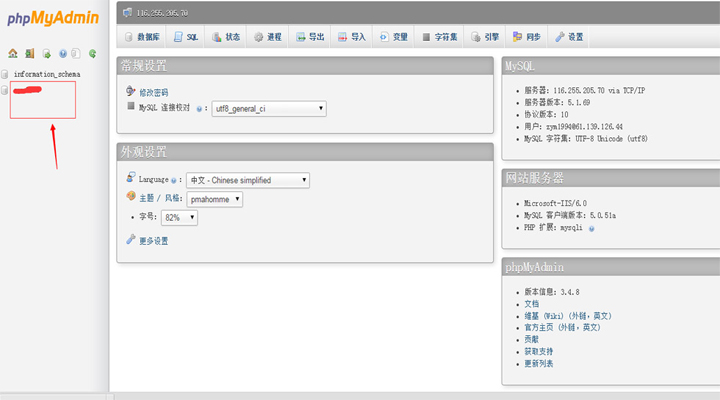 phpMyAdmin
information_schema
116.255.205.70
数据库
SQL
状态
进程
导出
导入
变量
字符集
引擎
同步
设置
常规设置
修改密码
MySQL 连接校对 : utf8_general_ci
外观设置
Language : 中文 - Chinese simplified
主题 / 风格: pmahomme
字号: 82%
更多设置
MySQL
服务器: 116.255.205.70 via TCP/IP
服务器版本: 5.1.69
协议版本: 10
用户: zym1994@61.139.126.44
MySQL 字符集: UTF-8 Unicode (utf8)
网站服务器
Microsoft-IIS/6.0
MySQL 客户端版本: 5.0.51a
PHP 扩展: mysqli
phpMyAdmin
版本信息: 3.4.8
文档
维基 (Wiki) (外链，英文)
官方主页 (外链，英文)
贡献
获取支持
更新列表